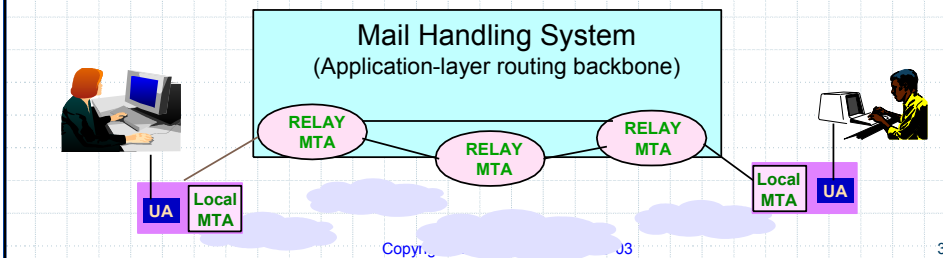 Mail Handling System
(Application-layer routing backbone)
RELAY
MTA
RELAY
MTA
RELAY
MTA
UA
Local
MTA
Local
MTA
UA
03
3